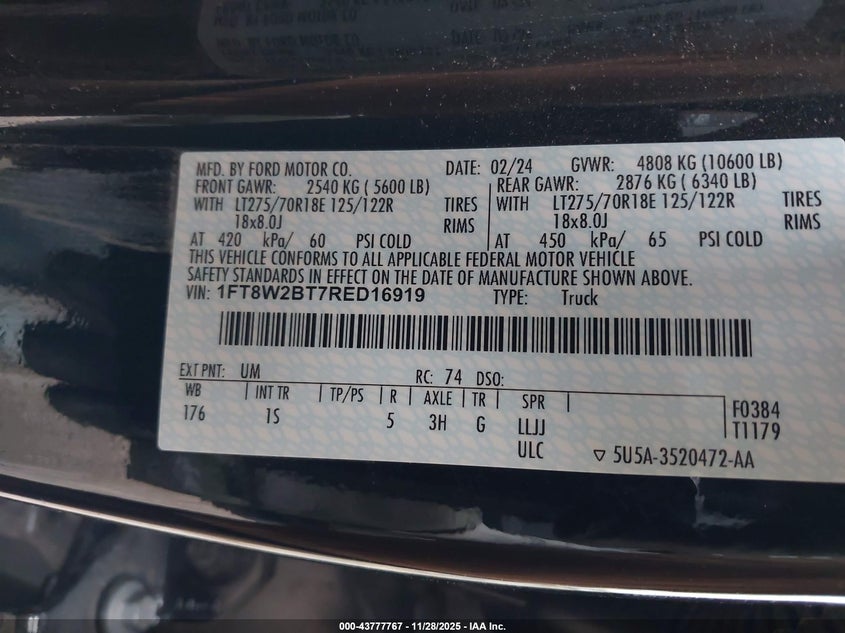 MFD. BY FORD MOTOR CO.
DATE: 02/24 GVWR: 4808 KG (10600 LB)
FRONT GAWR: 2540 KG ( 5600 LB)
WITH LT275/70R18E 125/122R TIRES
18x8.0J RIMS
AT 420 kPa/ 60 PSI COLD
REAR GAWR: 2876 KG ( 6340 LB)
WITH LT275/70R18E 125/122R TIRES
18x8.0J RIMS
AT 450 kPa/ 65 PSI COLD
THIS VEHICLE CONFORMS TO ALL APPLICABLE FEDERAL MOTOR VEHICLE
SAFETY STANDARDS IN EFFECT ON THE DATE OF MANUFACTURE SHOWN ABOVE.
VIN: 1FT8W2BT7RED16919 TYPE: Truck
EXT PNT: UM RC: 74 DSO:
WB INT TR TP/PS R AXLE TR SPR
176 1S 5 3H G LLJJ
ULC
F0384
T1179
5U5A-3520472-AA
000-43777767 | 11/28/2025 - IAA Inc.